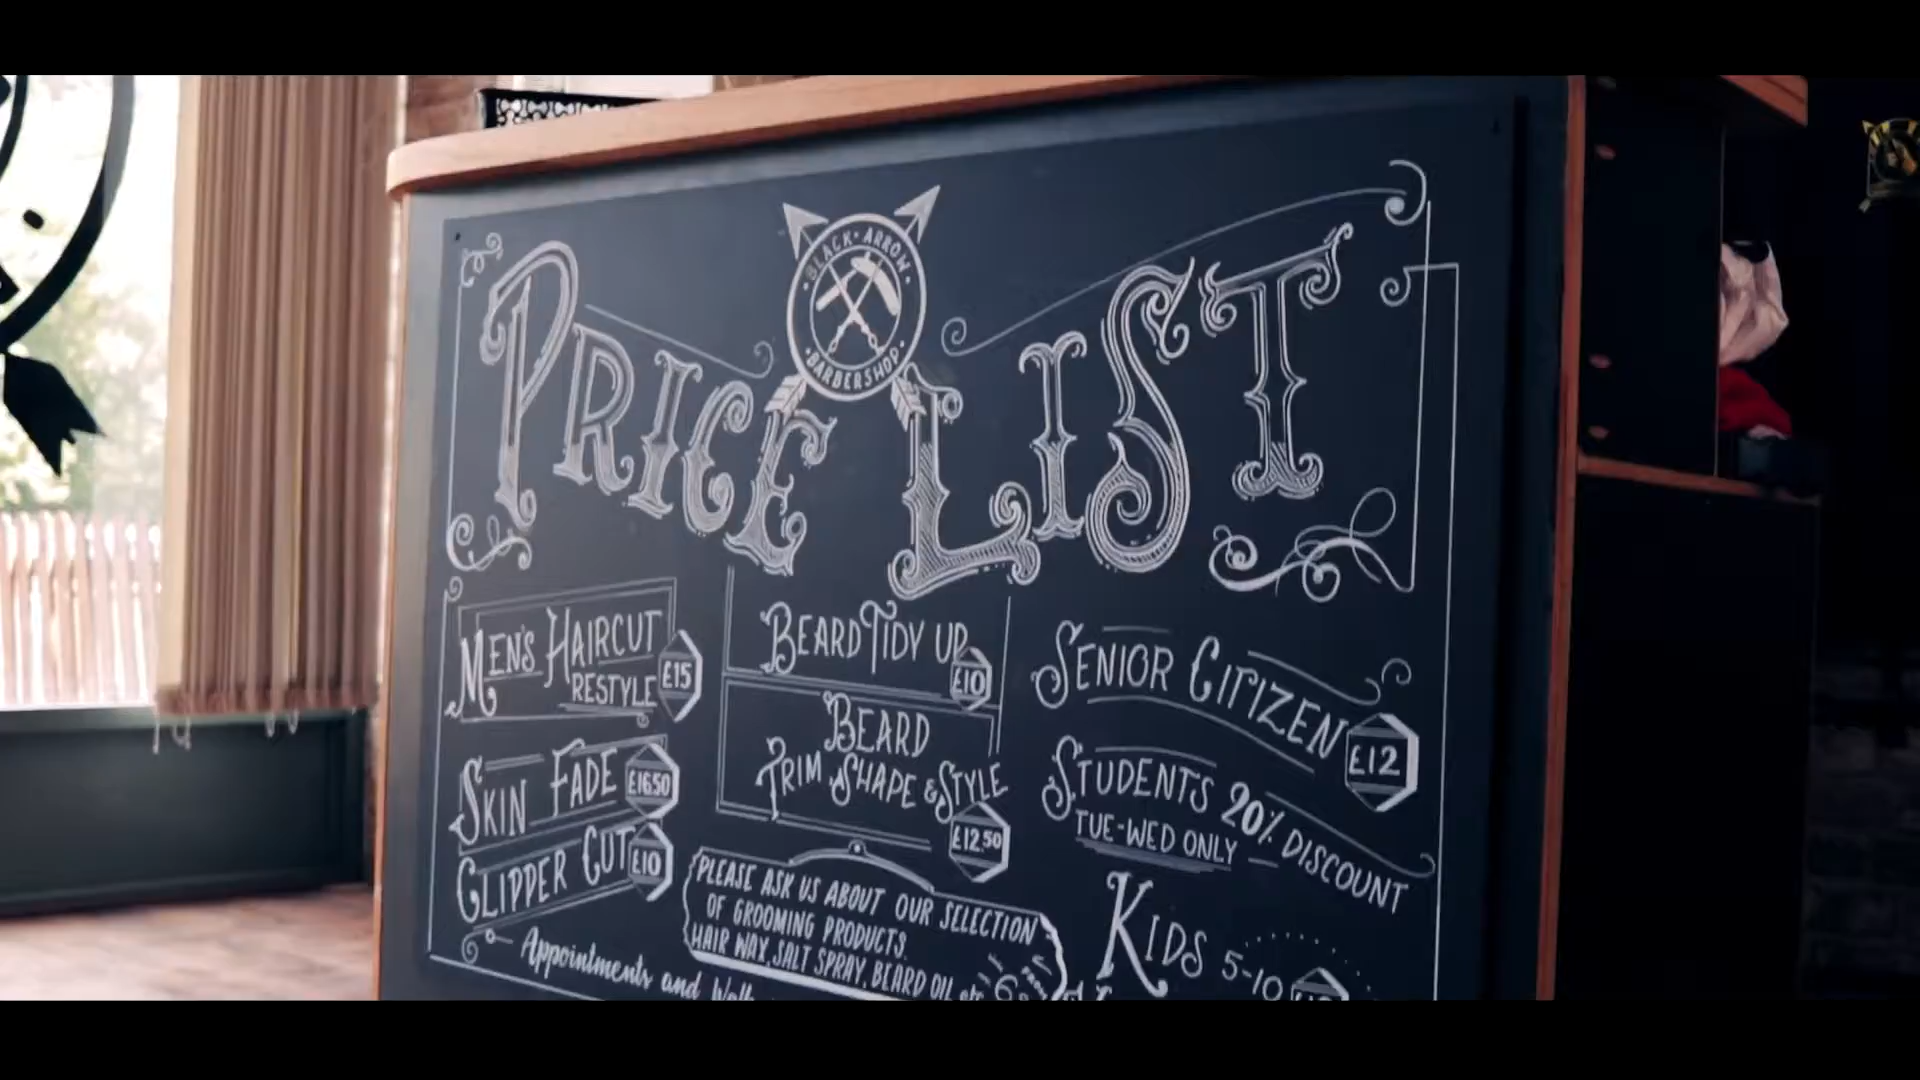 BLACK · ARROW
· BARBERSHOP ·
PRICE LIST
MEN'S HAIRCUT
RESTYLE
£15
SKIN FADE
£16.50
CLIPPER CUT
£10
BEARD TIDY UP
£10
BEARD
TRIM, SHAPE & STYLE
£12.50
PLEASE ASK US ABOUT OUR SELECTION
OF GROOMING PRODUCTS.
HAIR WAX, SALT SPRAY, BEARD OIL etc
SENIOR CITIZEN
£12
STUDENTS 20% DISCOUNT
TUE-WED ONLY
KIDS 5-10
Appointments and